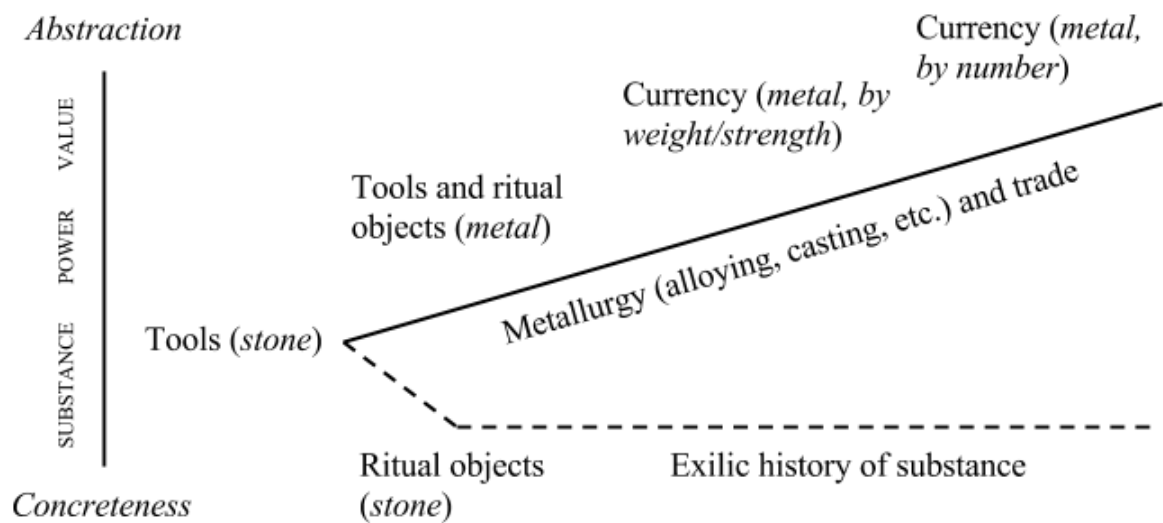 Abstraction
Currency (metal,
by number)
Currency (metal, by
weight/strength)
VALUE
Tools and ritual
objects (metal)
POWER
Metallurgy (alloying, casting, etc.) and trade
Tools (stone)
SUBSTANCE
Ritual objects
(stone)
Exilic history of substance
Concreteness